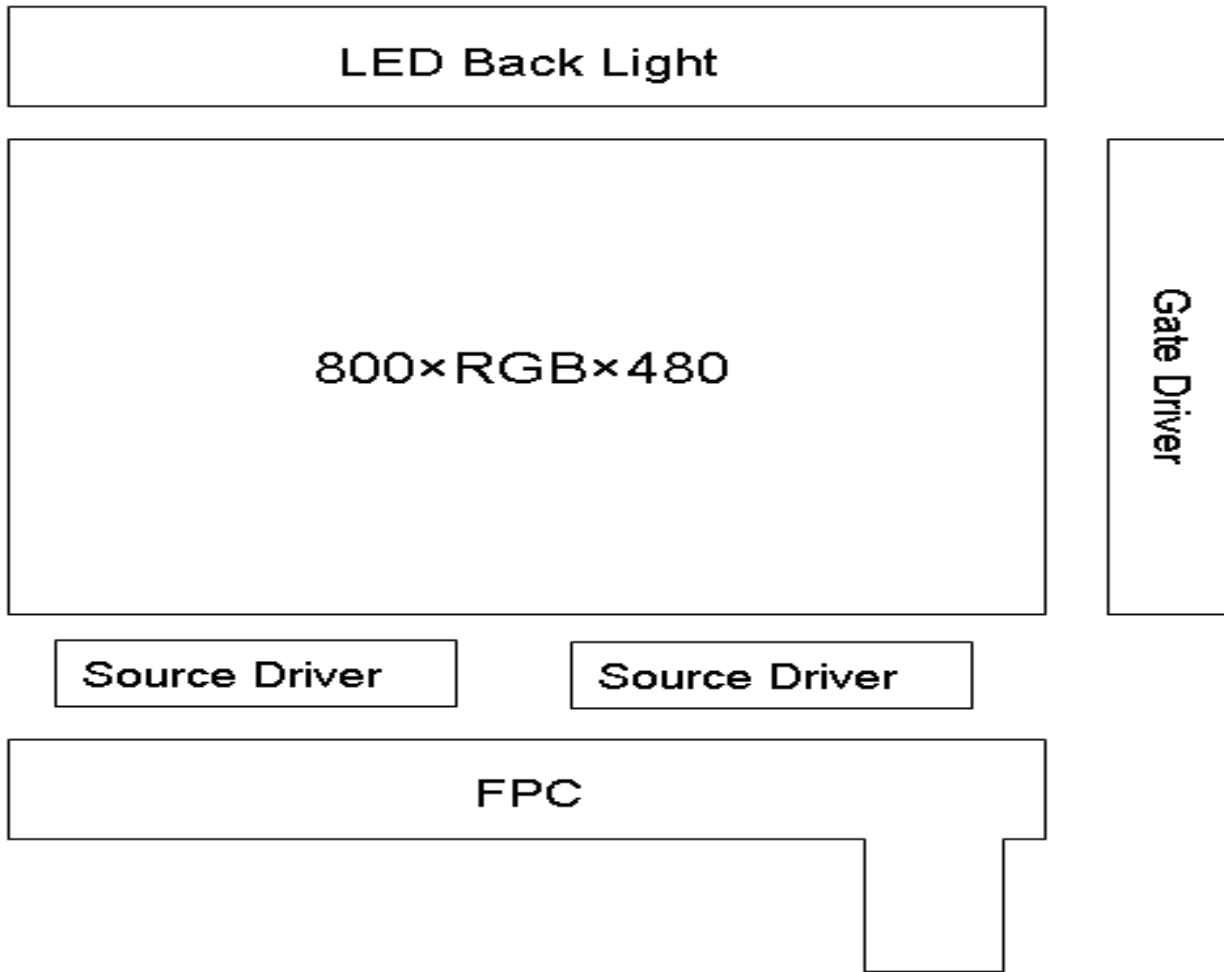 LED Back Light
800×RGB×480
Gate Driver
Source Driver
Source Driver
FPC